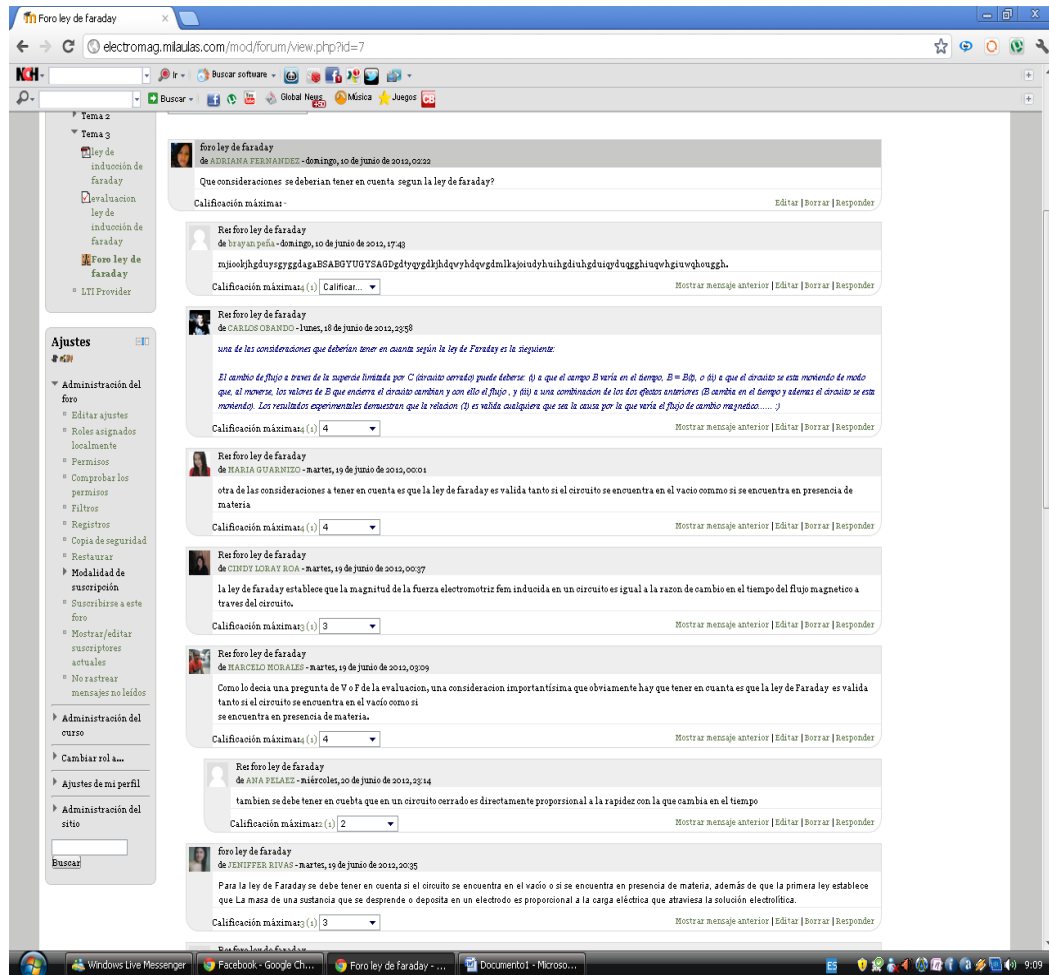 Foro ley de faraday
electromag.milaulas.com/mod/forum/view.php?id=7
NCH
Ir
Buscar software
Buscar
Global News
+50
Música
Juegos
CB
Tema 2
Tema 3
ley de
inducción de
faraday
evaluacion
ley de
inducción de
faraday
Foro ley de
faraday
LTI Provider
Ajustes
Administración del
foro
Editar ajustes
Roles asignados
localmente
Permisos
Comprobar los
permisos
Filtros
Registros
Copia de seguridad
Restaurar
Modalidad de
suscripción
Suscribirse a este
foro
Mostrar/editar
suscriptores
actuales
No rastrear
mensajes no leídos
Administración del
curso
Cambiar rol a...
Ajustes de mi perfil
Administración del
sitio
Buscar
foro ley de faraday
de ADRIANA FERNANDEZ - domingo, 10 de junio de 2012, 02:22
Que consideraciones se deberian tener en cuenta segun la ley de faraday?
Calificación máxima: -
Editar | Borrar | Responder
Re: foro ley de faraday
de brayan peña - domingo, 10 de junio de 2012, 17:43
Calificación máxima:4 (1) Calificar...
Mostrar mensaje anterior | Editar | Borrar | Responder
Re: foro ley de faraday
de CARLOS OBANDO - lunes, 18 de junio de 2012, 23:58
una de las consideraciones que deberían tener en cuanta según la ley de Faraday es la sieguiente:
El cambio de flujo a traves de la supercie limitada por C (circuito cerrado) puede deberse: (i) a que el campo B varía en el tiempo, B = B(t), o (ii) a que el circuito se esta moviendo de modo
que, al moverse, los valores de B que encierra el circuito cambian y con ello el flujo , y (iii) a una combinacion de los dos efectos anteriores (B cambia en el tiempo y ademas el circuito se esta
moviendo). Los resultados experimentales demuestran que la relacion (1) es valida cualquiera que sea la causa por la que varía el flujo de cambio magnetico...... :)
Calificación máxima:4 (1) 4
Mostrar mensaje anterior | Editar | Borrar | Responder
Re: foro ley de faraday
de MARIA GUARNIZO - martes, 19 de junio de 2012, 00:01
otra de las consideraciones a tener en cuenta es que la ley de faraday es valida tanto si el circuito se encuentra en el vacio commo si se encuentra en presencia de
materia
Calificación máxima:4 (1) 4
Mostrar mensaje anterior | Editar | Borrar | Responder
Re: foro ley de faraday
de CINDY LORAY ROA - martes, 19 de junio de 2012, 00:37
la ley de faraday establece que la magnitud de la fuerza electromotriz fem inducida en un circuito es igual a la razon de cambio en el tiempo del flujo magnetico a
traves del circuito.
Calificación máxima:3 (1) 3
Mostrar mensaje anterior | Editar | Borrar | Responder
Re: foro ley de faraday
de MARCELO MORALES - martes, 19 de junio de 2012, 03:09
Como lo decia una pregunta de V o F de la evaluacion, una consideracion importantísima que obviamente hay que tener en cuanta es que la ley de Faraday es valida
tanto si el circuito se encuentra en el vacío como si
se encuentra en presencia de materia.
Calificación máxima:4 (1) 4
Mostrar mensaje anterior | Editar | Borrar | Responder
Re: foro ley de faraday
de ANA PELAEZ - miércoles, 20 de junio de 2012, 23:14
tambien se debe tener en cuebta que en un circuito cerrado es directamente proporsional a la rapidez con la que cambia en el tiempo
Calificación máxima:2 (1) 2
Mostrar mensaje anterior | Editar | Borrar | Responder
foro ley de faraday
de JENIFFER RIVAS - martes, 19 de junio de 2012, 20:35
Para la ley de Faraday se debe tener en cuenta si el circuito se encuentra en el vacío o si se encuentra en presencia de materia, además de que la primera ley establece
que La masa de una sustancia que se desprende o deposita en un electrodo es proporcional a la carga eléctrica que atraviesa la solución electrolítica.
Calificación máxima:3 (1) 3
Mostrar mensaje anterior | Editar | Borrar | Responder
Re: foro ley de faraday
Windows Live Messenger
Facebook - Google Ch...
Foro ley de faraday - ...
Documento1 - Microso...
ES
9:09